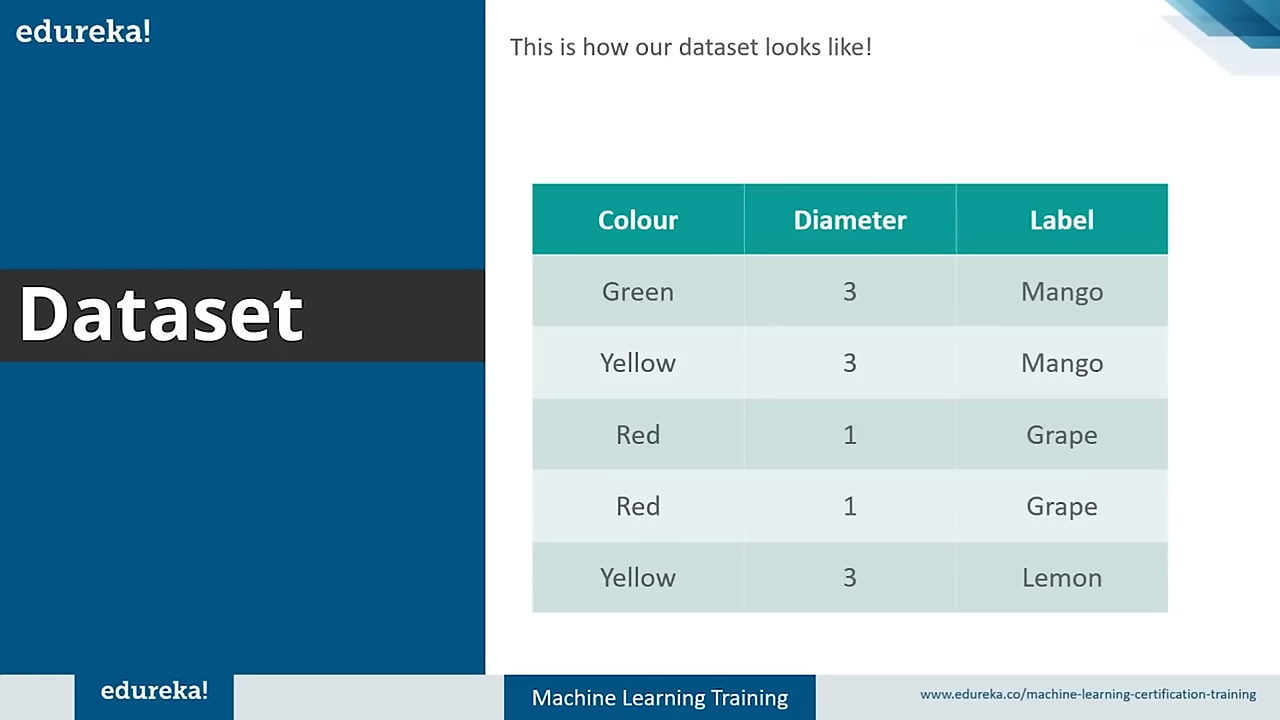 edureka!
This is how our dataset looks like!
Dataset
Colour Diameter Label
Green 3 Mango
Yellow 3 Mango
Red 1 Grape
Red 1 Grape
Yellow 3 Lemon
edureka!
Machine Learning Training
www.edureka.co/machine-learning-certification-training